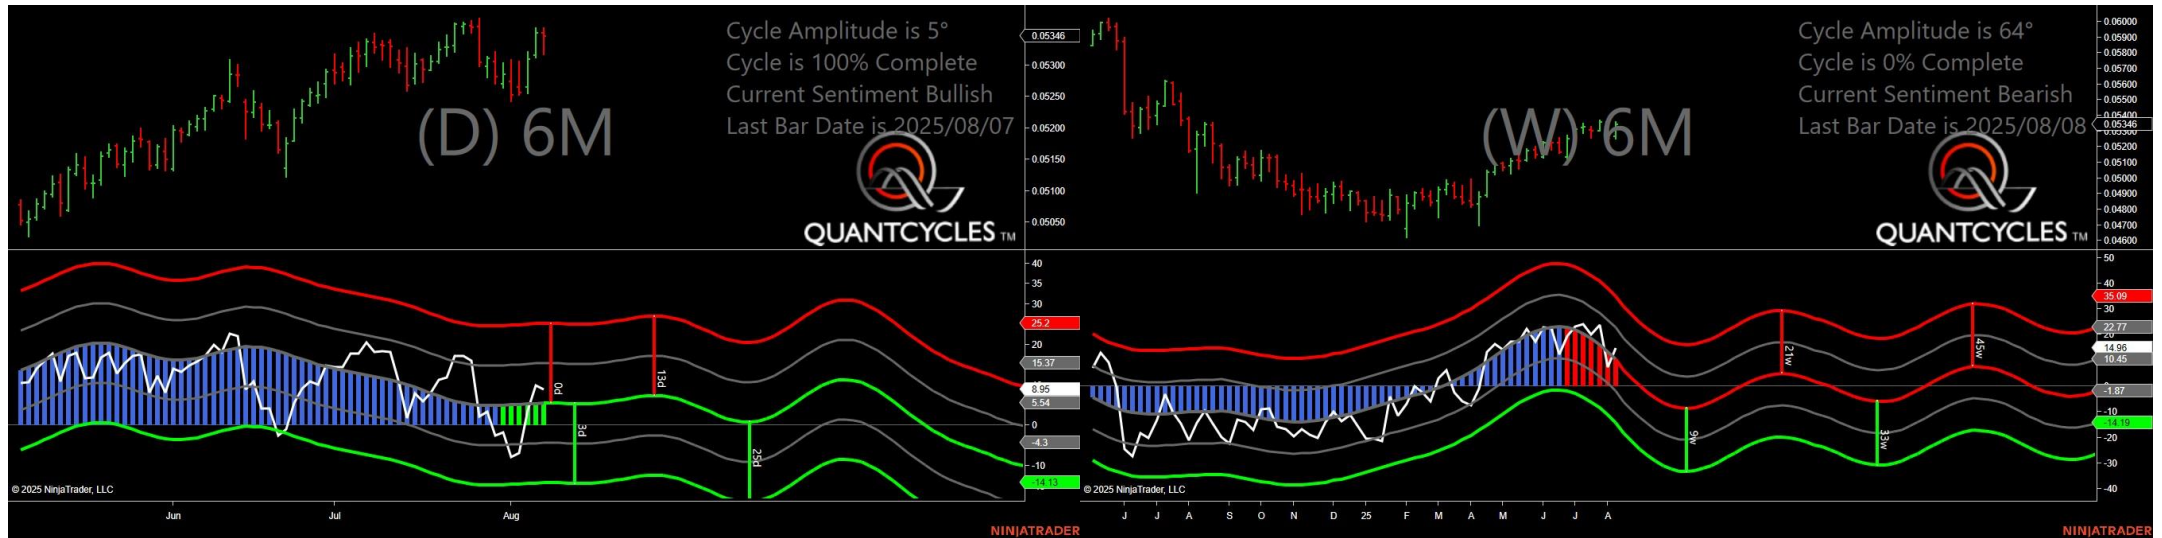 Cycle Amplitude is 5°
Cycle is 100% Complete
Current Sentiment Bullish
Last Bar Date is 2025/08/07
(D) 6M
QUANTCYCLES TM
0.05346
0.05300
0.05250
0.05200
0.05150
0.05100
0.05050
40
35
30
25.2
20
15.37
8.95
5.54
0
-4.3
-10
-14.13
0d
3d
13d
25d
© 2025 NinjaTrader, LLC
Jun
Jul
Aug
NINJATRADER
Cycle Amplitude is 64°
Cycle is 0% Complete
Current Sentiment Bearish
Last Bar Date is 2025/08/08
(W) 6M
QUANTCYCLES TM
0.06000
0.05900
0.05800
0.05700
0.05600
0.05500
0.05400
0.05346
0.05300
0.05200
0.05100
0.05000
0.04900
0.04800
0.04700
0.04600
50
40
35.09
30
22.77
20
14.96
10.45
-1.87
-10
-14.19
-20
-30
-40
9w
21w
33w
45w
© 2025 NinjaTrader, LLC
J
J
A
S
O
N
D
25
F
M
A
M
J
J
A
NINJATRADER